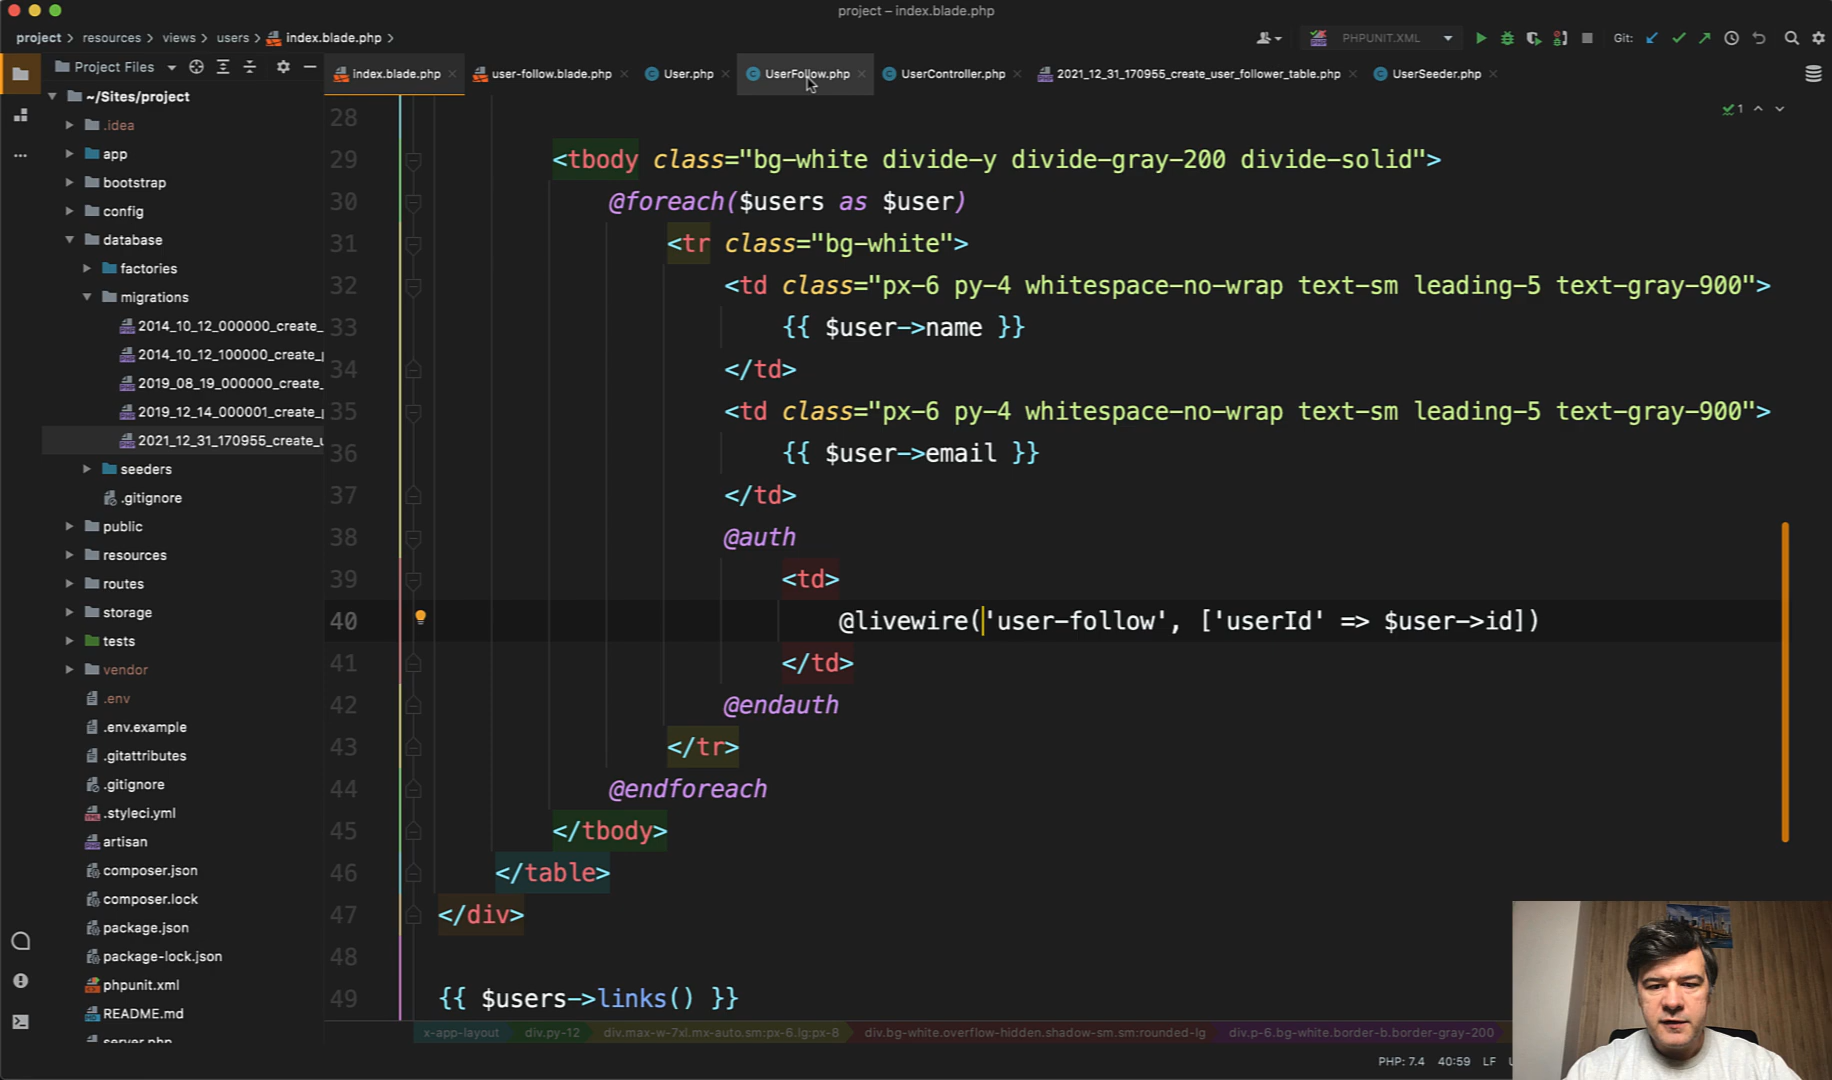 project – index.blade.php
project resources views users index.blade.php
PHPUNIT.XML
Git:
Project Files
index.blade.php
user-follow.blade.php
User.php
UserFollow.php
UserController.php
2021_12_31_170955_create_user_follower_table.php
UserSeeder.php
~/Sites/project
.idea
app
bootstrap
config
database
factories
migrations
2014_10_12_000000_create_
2014_10_12_100000_create_p
2019_08_19_000000_create_
2019_12_14_000001_create_p
2021_12_31_170955_create_u
seeders
.gitignore
public
resources
routes
storage
tests
vendor
.env
.env.example
.gitattributes
.gitignore
.styleci.yml
artisan
composer.json
composer.lock
package.json
package-lock.json
phpunit.xml
README.md
server.php
1
28
29 <tbody class="bg-white divide-y divide-gray-200 divide-solid">
30 @foreach($users as $user)
31 <tr class="bg-white">
32 <td class="px-6 py-4 whitespace-no-wrap text-sm leading-5 text-gray-900">
33 {{ $user->name }}
34 </td>
35 <td class="px-6 py-4 whitespace-no-wrap text-sm leading-5 text-gray-900">
36 {{ $user->email }}
37 </td>
38 @auth
39 <td>
40 @livewire('user-follow', ['userId' => $user->id])
41 </td>
42 @endauth
43 </tr>
44 @endforeach
45 </tbody>
46 </table>
47 </div>
48
49 {{ $users->links() }}
x-app-layout div.py-12 div.max-w-7xl.mx-auto.sm:px-6.lg:px-8 div.bg-white.overflow-hidden.shadow-sm.sm:rounded-lg div.p-6.bg-white.border-b.border-gray-200
PHP: 7.4 40:59 LF